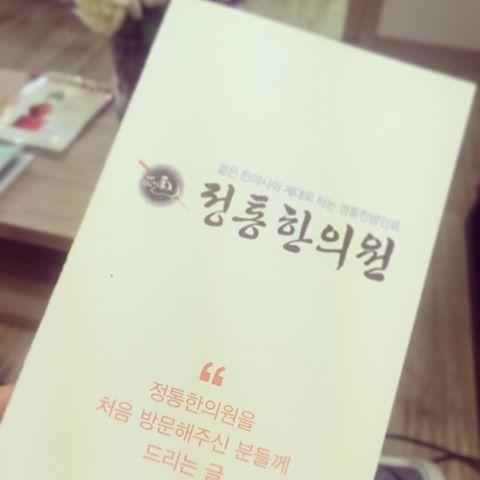 젊은 한의사의 제대로 하는 정통한방진료
정통한의원
“
정통한의원을
처음 방문해주신 분들께
드리는 글